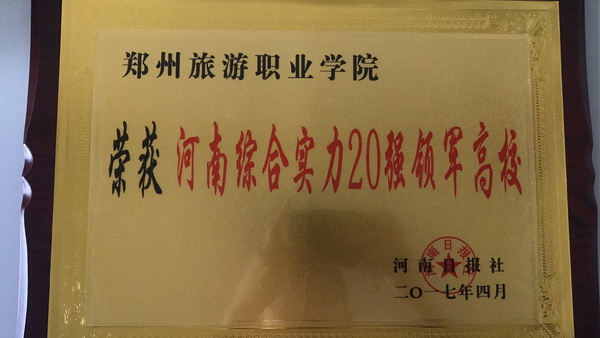 郑州旅游职业学院
荣获 河南综合实力20强领军高校
河南日报社
二〇一七年四月